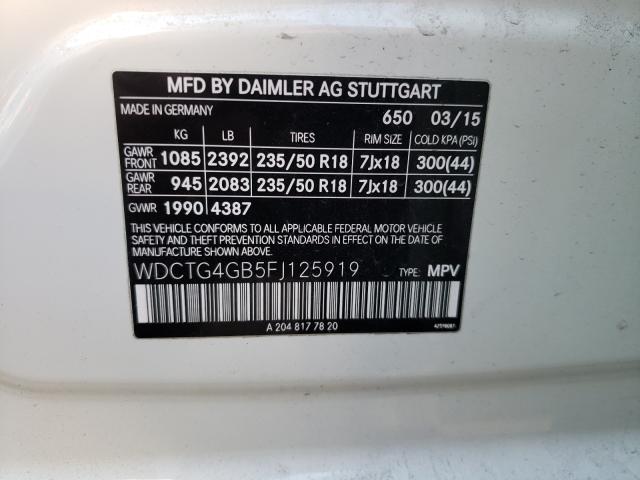 MFD BY DAIMLER AG STUTTGART
MADE IN GERMANY 650 03/15
KG LB TIRES RIM SIZE COLD KPA (PSI)
GAWR FRONT 1085 2392 235/50 R18 7Jx18 300(44)
GAWR REAR 945 2083 235/50 R18 7Jx18 300(44)
GVWR 1990 4387
THIS VEHICLE CONFORMS TO ALL APPLICABLE FEDERAL MOTOR VEHICLE
SAFETY AND THEFT PREVENTION STANDARDS IN EFFECT ON THE DATE
OF MANUFACTURE SHOWN ABOVE.
WDCTG4GB5FJ125919 TYPE: MPV
A 204 817 78 20